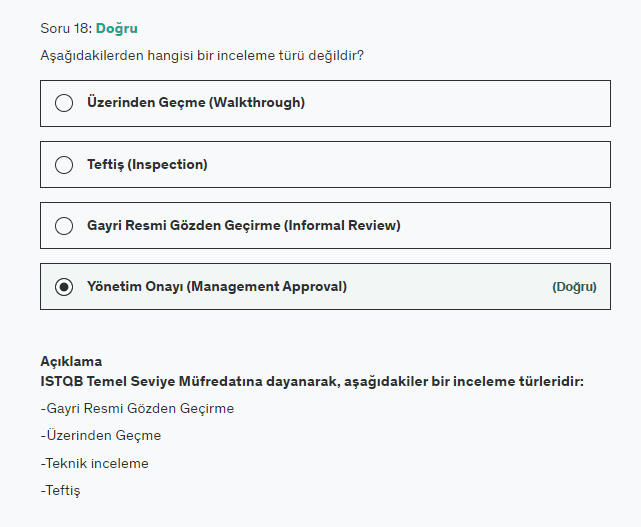 Soru 18: Doğru
Aşağıdakilerden hangisi bir inceleme türü değildir?
Üzerinden Geçme (Walkthrough)
Teftiş (Inspection)
Gayri Resmi Gözden Geçirme (Informal Review)
Yönetim Onayı (Management Approval) (Doğru)
Açıklama
ISTQB Temel Seviye Müfredatına dayanarak, aşağıdakiler bir inceleme türleridir:
-Gayri Resmi Gözden Geçirme
-Üzerinden Geçme
-Teknik inceleme
-Teftiş